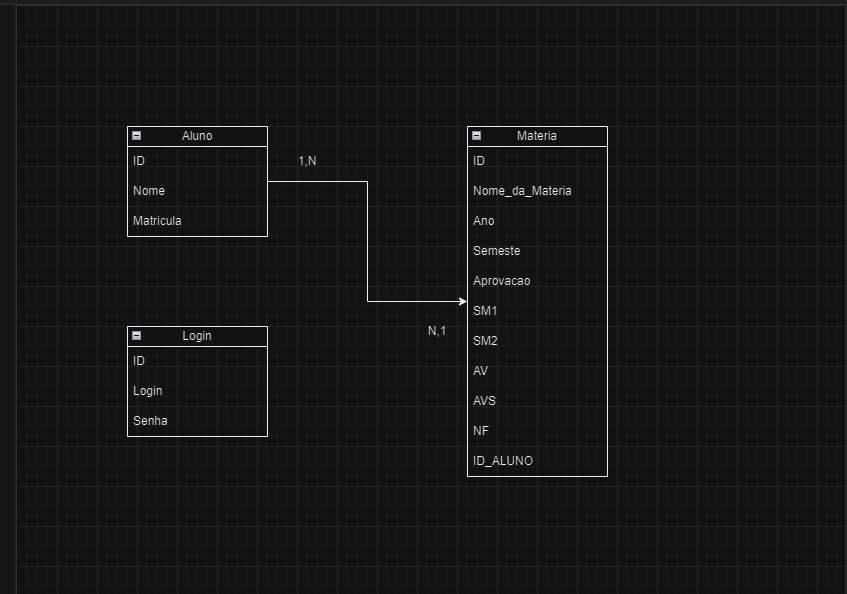 Aluno
ID
Nome
Matricula
1,N
Materia
ID
Nome_da_Materia
Ano
Semeste
Aprovacao
SM1
SM2
AV
AVS
NF
ID_ALUNO
N,1
Login
ID
Login
Senha